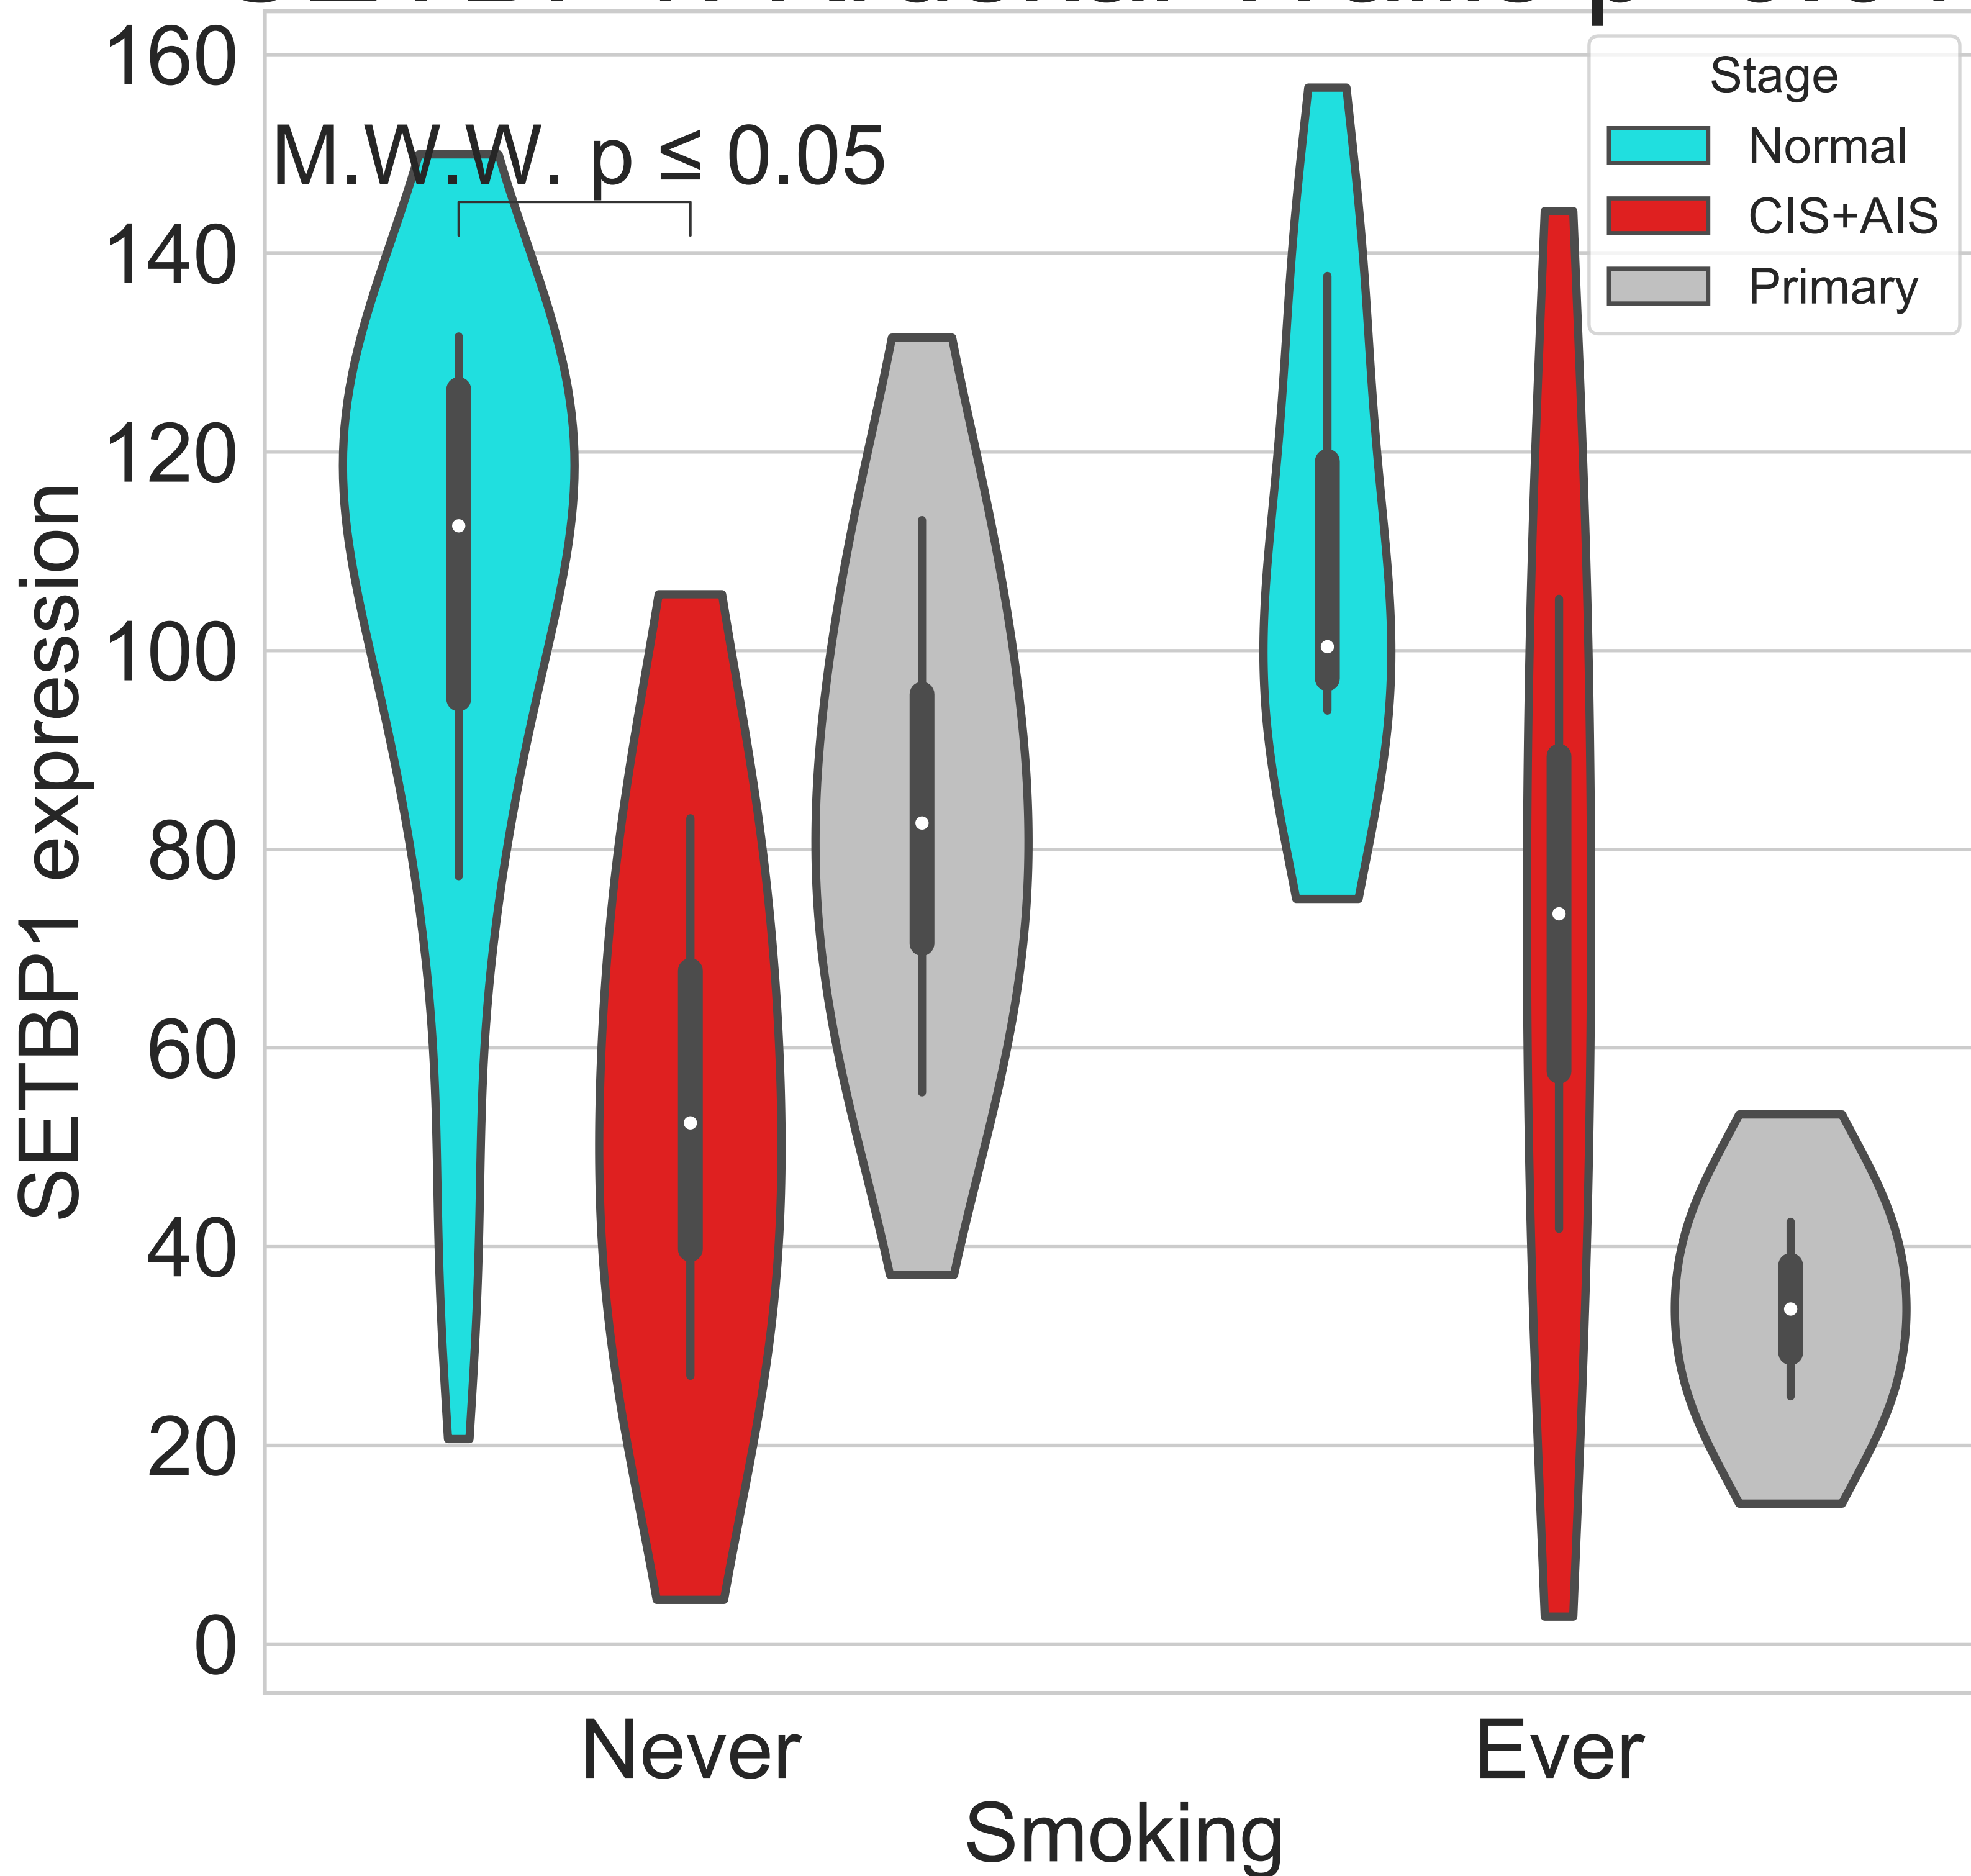 160
140
120
100
80
60
40
20
0
SETBP1 expression
M.W.W. p ≤ 0.05
Stage
Normal
CIS+AIS
Primary
Never
Ever
Smoking